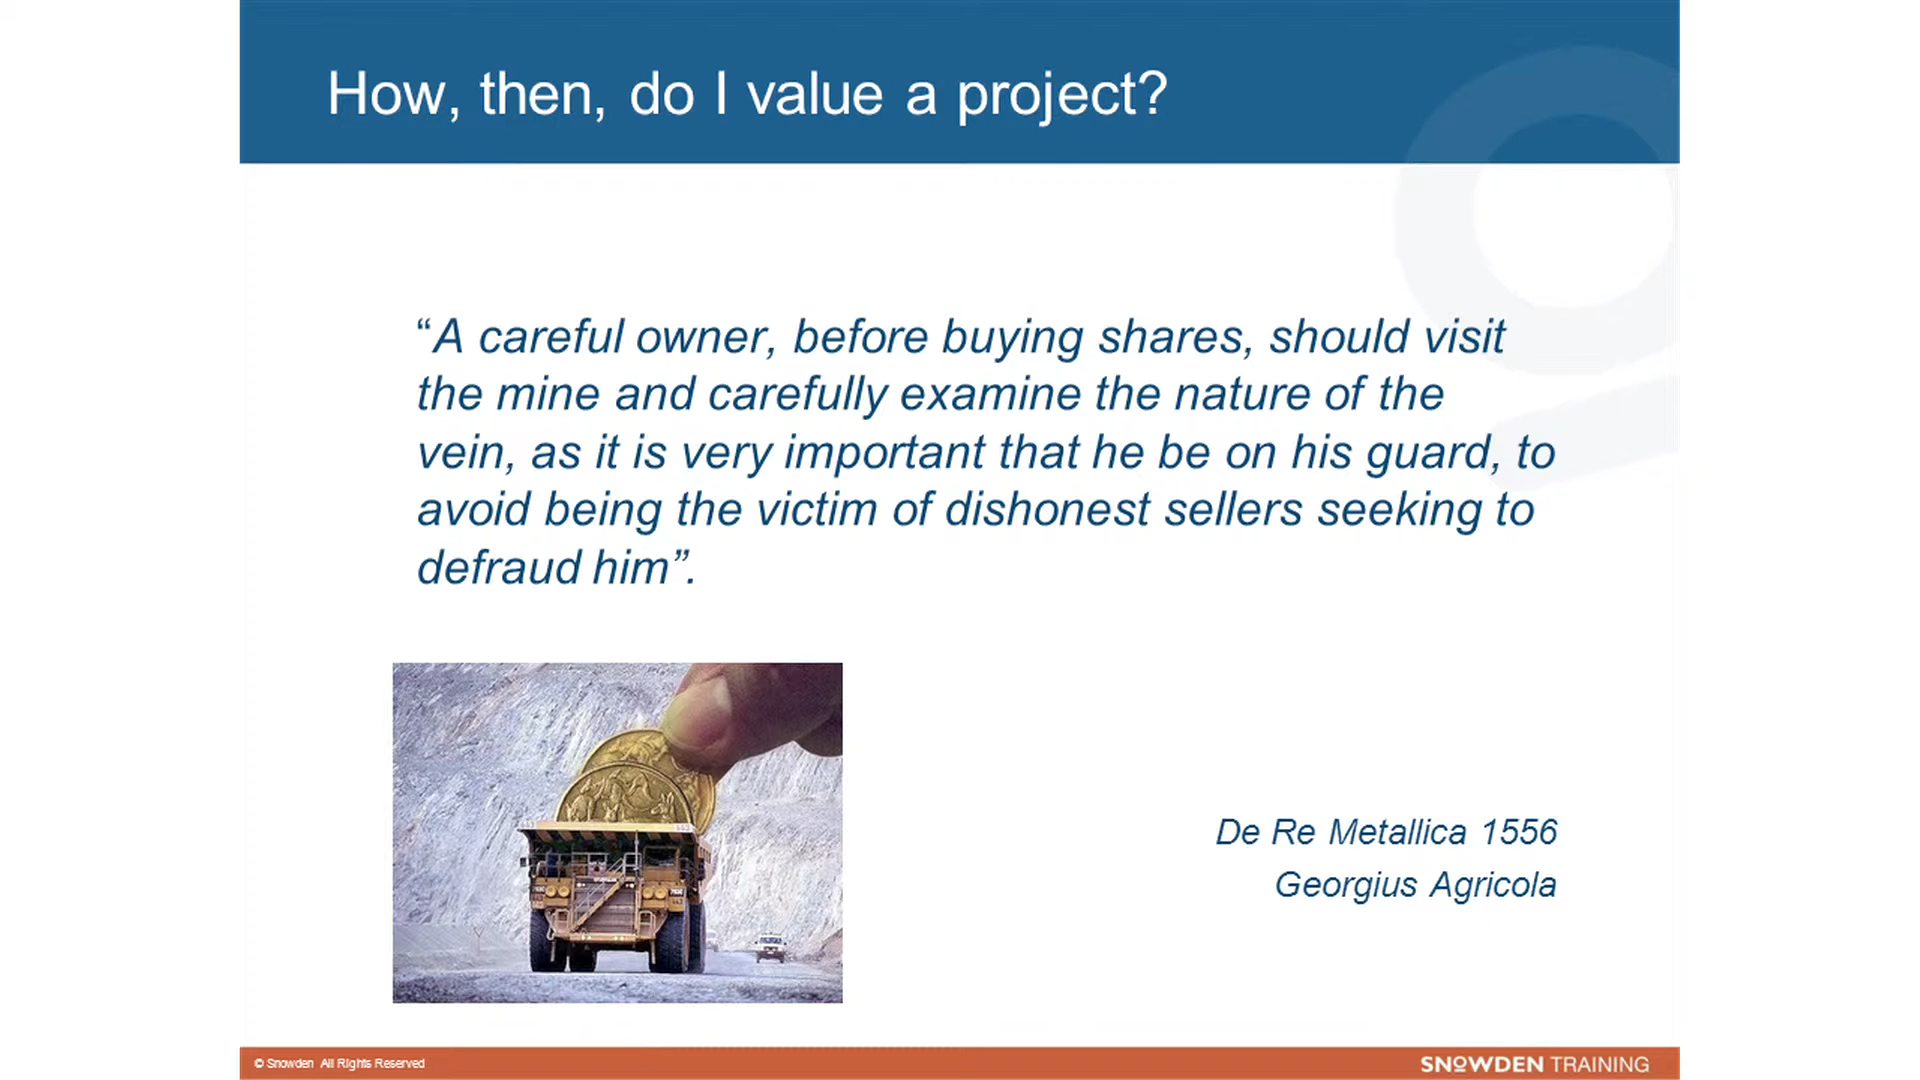 How, then, do I value a project?
“A careful owner, before buying shares, should visit
the mine and carefully examine the nature of the
vein, as it is very important that he be on his guard, to
avoid being the victim of dishonest sellers seeking to
defraud him”.
De Re Metallica 1556
Georgius Agricola
© Snowden All Rights Reserved
SNOWDEN TRAINING